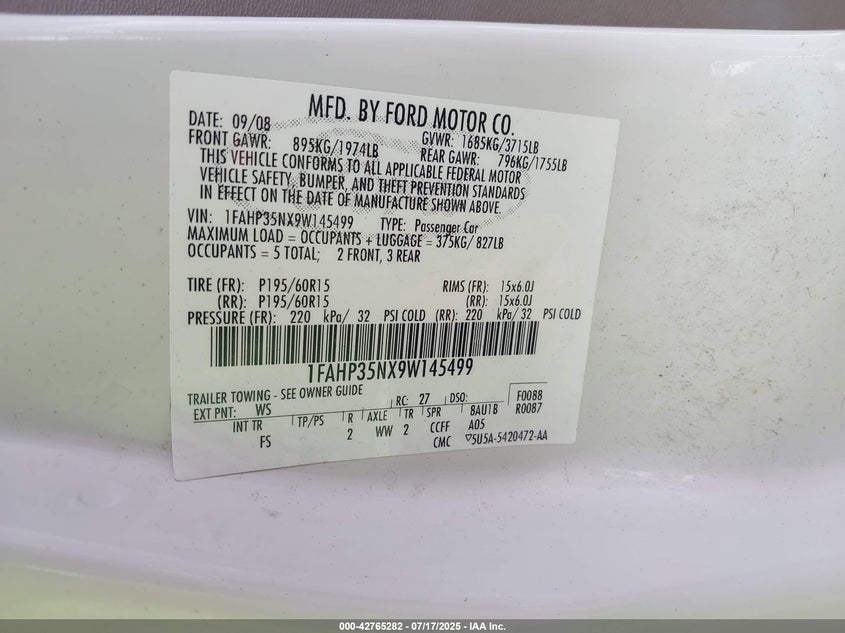 MFD. BY FORD MOTOR CO.
DATE: 09/08 GVWR: 1685KG/3715LB
FRONT GAWR: 895KG/1974LB REAR GAWR: 796KG/1755LB
THIS VEHICLE CONFORMS TO ALL APPLICABLE FEDERAL MOTOR
VEHICLE SAFETY, BUMPER, AND THEFT PREVENTION STANDARDS
IN EFFECT ON THE DATE OF MANUFACTURE SHOWN ABOVE.
VIN: 1FAHP35NX9W145499 TYPE: Passenger Car
MAXIMUM LOAD = OCCUPANTS + LUGGAGE = 375KG/ 827LB
OCCUPANTS = 5 TOTAL; 2 FRONT, 3 REAR
TIRE (FR): P195/60R15 RIMS (FR): 15x6.0J
(RR): P195/60R15 (RR): 15x6.0J
PRESSURE (FR): 220 kPa/ 32 PSI COLD (RR): 220 kPa/ 32 PSI COLD
1FAHP35NX9W145499
TRAILER TOWING - SEE OWNER GUIDE
EXT PNT: WS RC: 27 DSO: F0088
R0087
INT TR TP/PS R AXLE TR SPR 8AU1B
FS 2 WW 2 CCFF A05
CMC ▽5U5A-5420472-AA
000-42765282 - 07/17/2025 - IAA Inc.